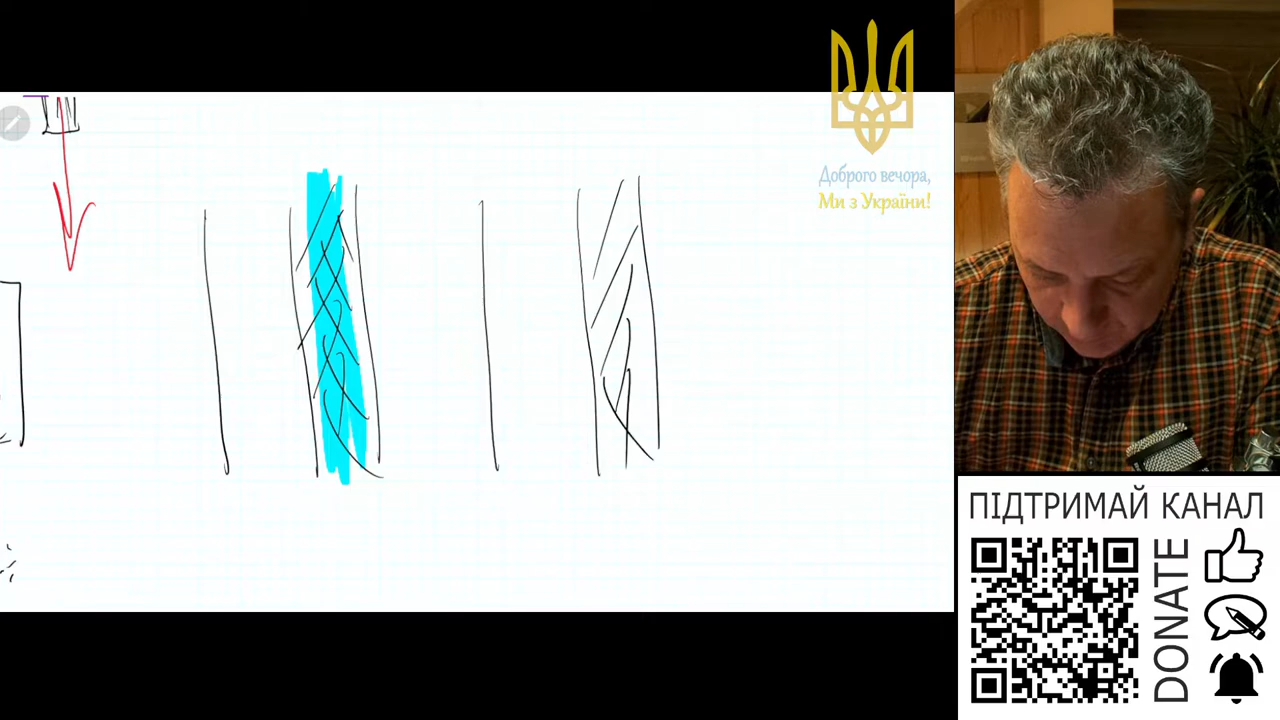 Доброго вечора,
Ми з України!
ПІДТРИМАЙ КАНАЛ
DONATE